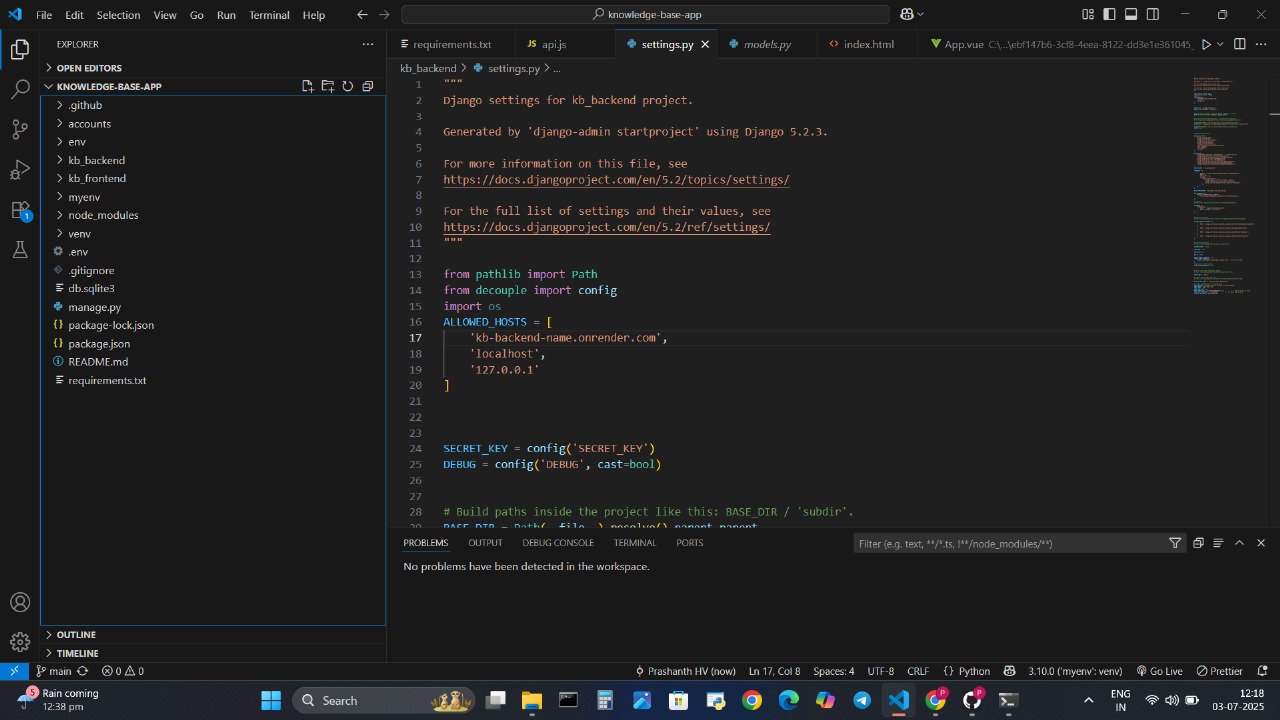 File Edit Selection View Go Run Terminal Help
knowledge-base-app
EXPLORER
OPEN EDITORS
KNOWLEDGE-BASE-APP
.github
accounts
env
kb_backend
kb_frontend
myenv
node_modules
venv
.env
.gitignore
db.sqlite3
manage.py
package-lock.json
package.json
README.md
requirements.txt
OUTLINE
TIMELINE
requirements.txt
JS api.js
settings.py
models.py
index.html
App.vue C:\...\ebf147b6-3cf8-4eea-8122-dd3e1e361045_
kb_backend > settings.py > ...
1 """
2 Django settings for kb_backend project.
3
4 Generated by 'django-admin startproject' using Django 5.2.3.
5
6 For more information on this file, see
7 https://docs.djangoproject.com/en/5.2/topics/settings/
8
9 For the full list of settings and their values, see
10 https://docs.djangoproject.com/en/5.2/ref/settings/
11 """
12
13 from pathlib import Path
14 from decouple import config
15 import os
16 ALLOWED_HOSTS = [
17 'kb-backend-name.onrender.com',
18 'localhost',
19 '127.0.0.1'
20 ]
21
22
23
24 SECRET_KEY = config('SECRET_KEY')
25 DEBUG = config('DEBUG', cast=bool)
26
27
28 # Build paths inside the project like this: BASE_DIR / 'subdir'.
29 BASE_DIR = Path(__file__).resolve().parent.parent
PROBLEMS OUTPUT DEBUG CONSOLE TERMINAL PORTS
Filter (e.g. text, **/*.ts, !**/node_modules/**)
No problems have been detected in the workspace.
1
main 0 0 Prashanth HV (now) Ln 17, Col 8 Spaces: 4 UTF-8 CRLF {} Python 3.10.0 ('myenv': venv) Go Live Prettier
5
Rain coming
12:38 pm
Search
P
P
ENG
IN
12:18
03-07-2025